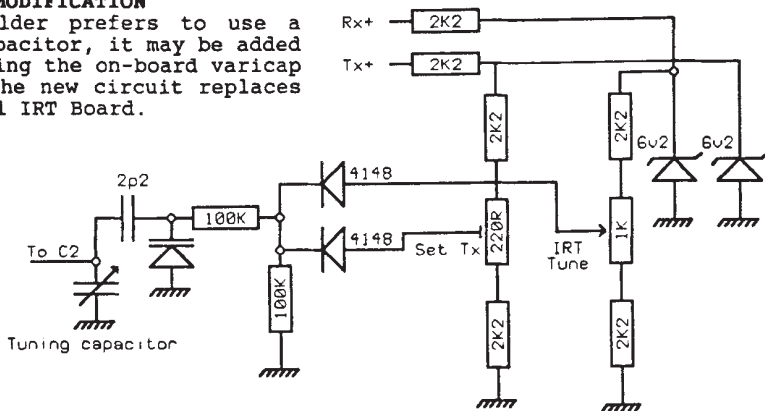 MODIFICATION
lder prefers to use a
pacitor, it may be added
ing the on-board varicap
he new circuit replaces
l IRT Board.
Rx+
2K2
Tx+
2K2
2K2
2K2
6v2
6v2
4148
2p2
100K
4148
To C2
Set Tx
220R
IRT
Tune
1K
100K
2K2
2K2
Tuning capacitor